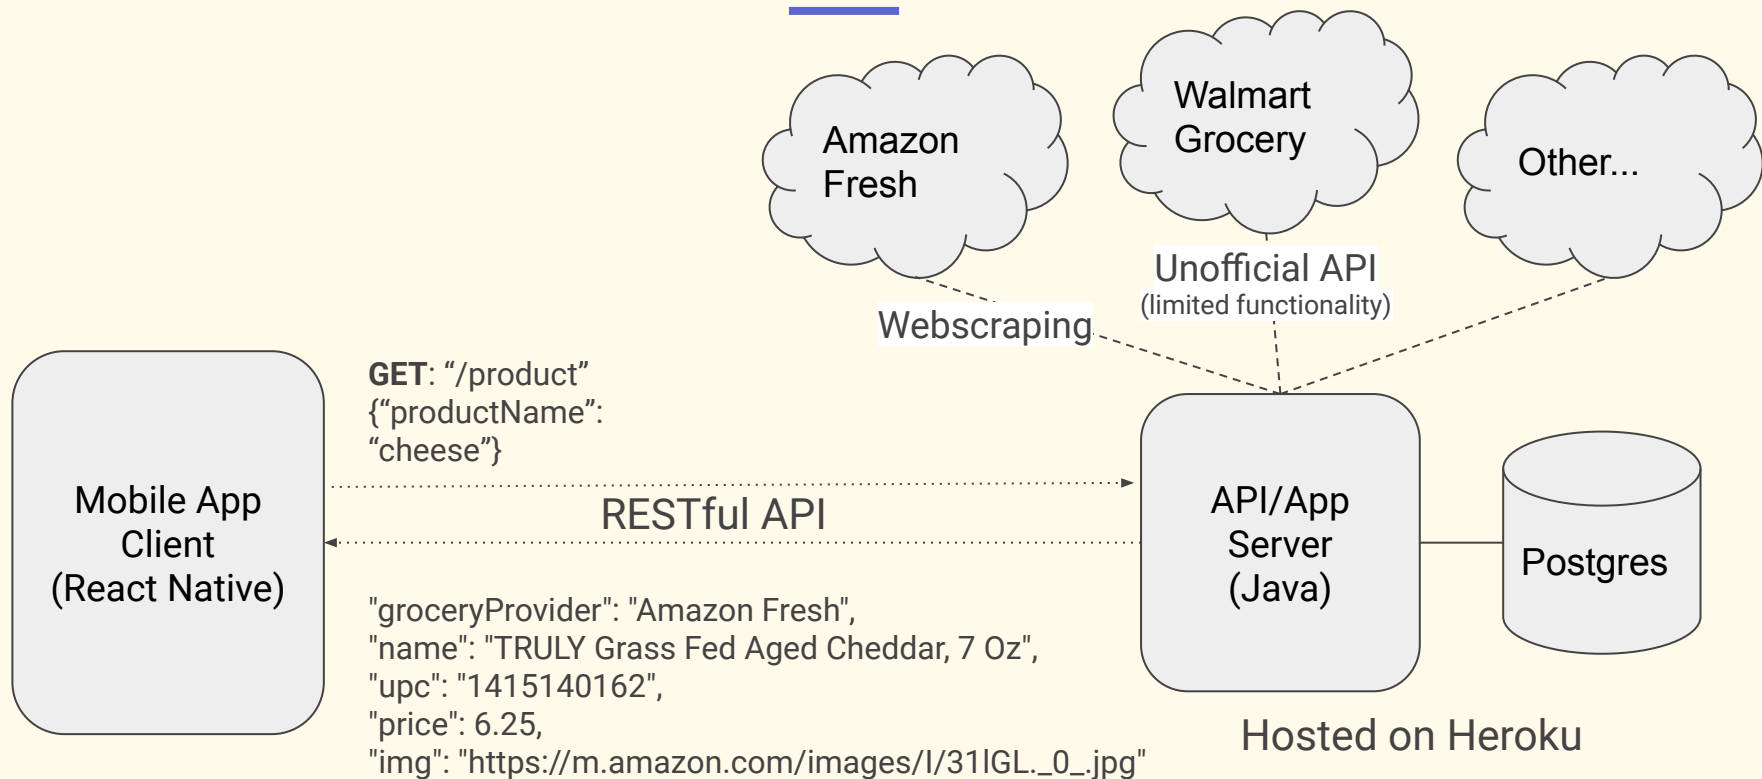 Amazon
Fresh
Walmart
Grocery
Other...
Webscraping
Unofficial API
(limited functionality)
Mobile App
Client
(React Native)
GET: “/product”
{“productName”:
“cheese”}
RESTful API
"groceryProvider": "Amazon Fresh",
"name": "TRULY Grass Fed Aged Cheddar, 7 Oz",
"upc": "1415140162",
"price": 6.25,
"img": "https://m.amazon.com/images/I/31lGL._0_.jpg"
API/App
Server
(Java)
Postgres
Hosted on Heroku